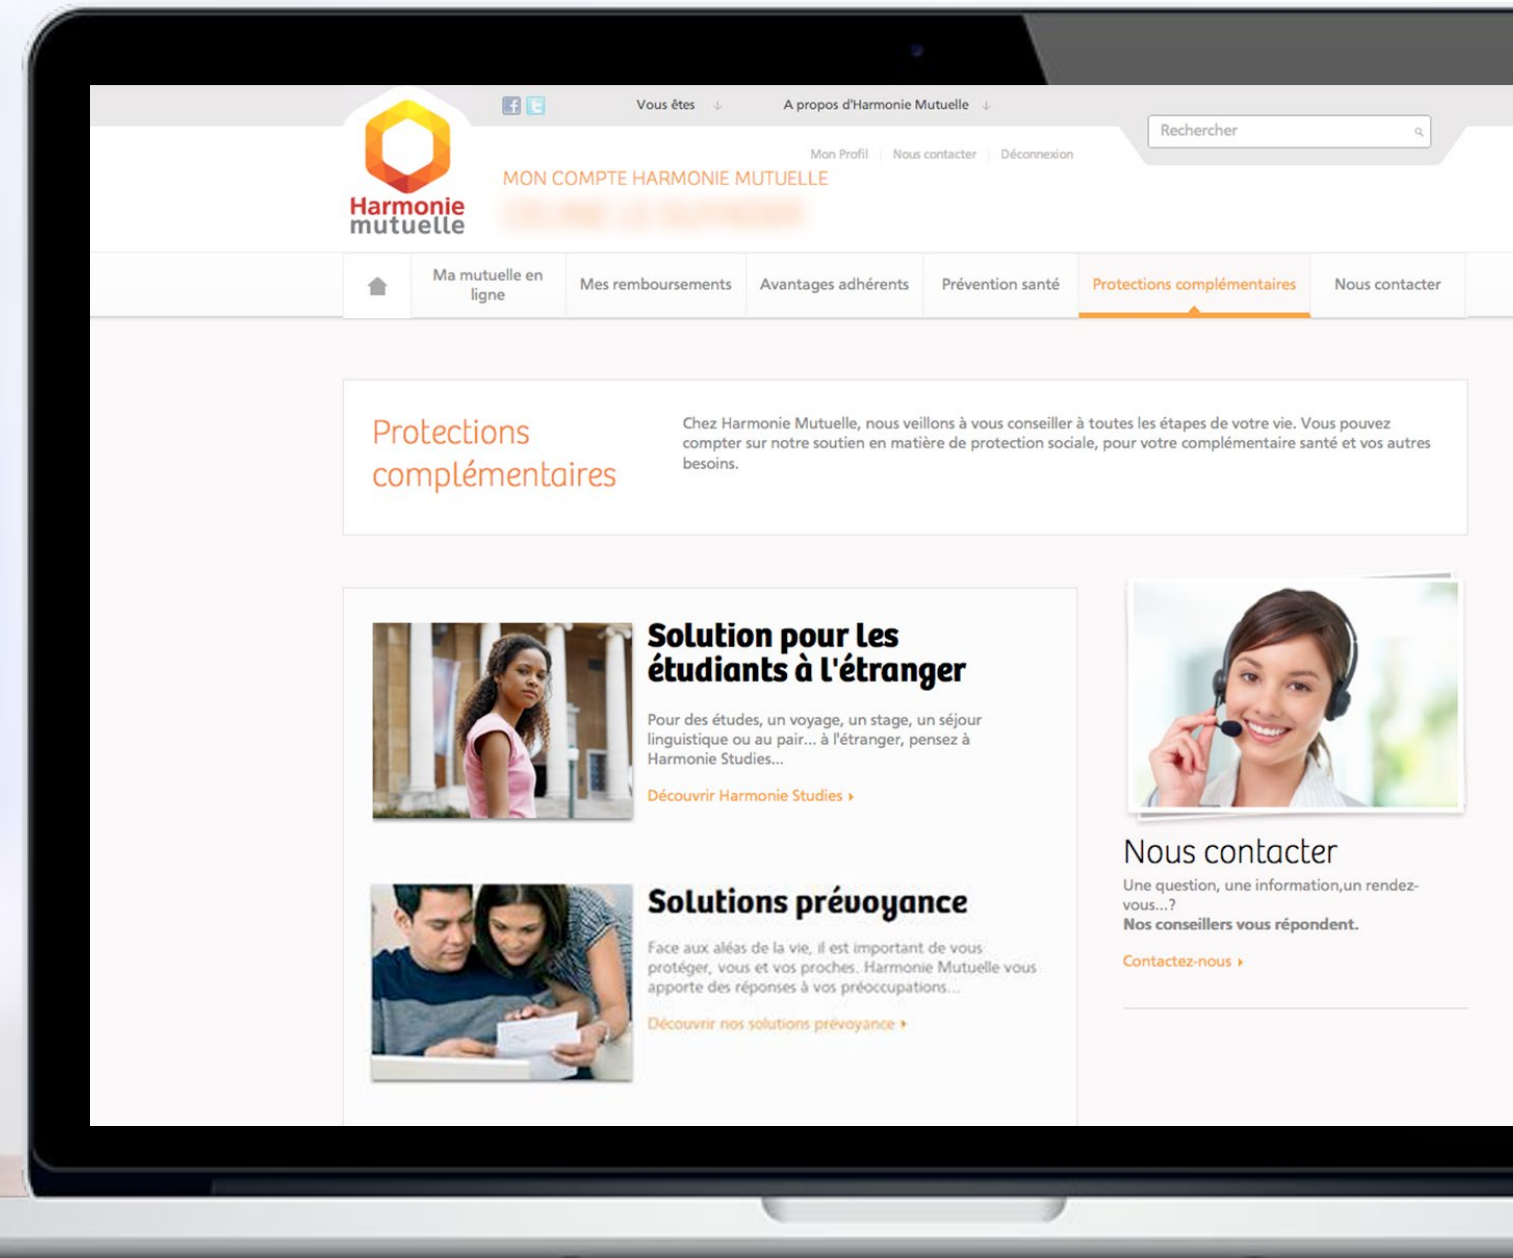 Vous êtes
A propos d'Harmonie Mutuelle
Rechercher
Mon Profil
Nous contacter
Déconnexion
MON COMPTE HARMONIE MUTUELLE
Harmonie
mutuelle
Ma mutuelle en
ligne
Mes remboursements
Avantages adhérents
Prévention santé
Protections complémentaires
Nous contacter
Protections
complémentaires
Chez Harmonie Mutuelle, nous veillons à vous conseiller à toutes les étapes de votre vie. Vous pouvez
compter sur notre soutien en matière de protection sociale, pour votre complémentaire santé et vos autres
besoins.
Solution pour les
étudiants à l'étranger
Pour des études, un voyage, un stage, un séjour
linguistique ou au pair... à l'étranger, pensez à
Harmonie Studies...
Découvrir Harmonie Studies
Solutions prévoyance
Face aux aléas de la vie, il est important de vous
protéger, vous et vos proches. Harmonie Mutuelle vous
apporte des réponses à vos préoccupations...
Découvrir nos solutions prévoyance
Nous contacter
Une question, une information,un rendez-
vous...?
Nos conseillers vous répondent.
Contactez-nous